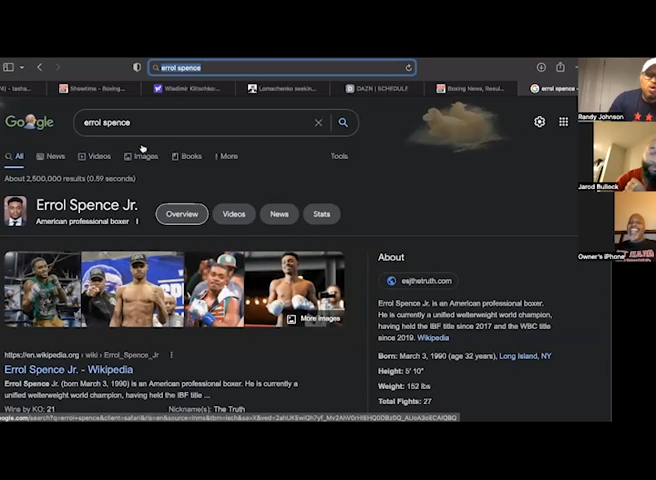 errol spence
Showtime - Boxing...
Wladimir Klitschko:...
Lomachenko seekin...
DAZN | SCHEDULE
Boxing News, Resul...
errol spence -
Google
errol spence
All
News
Videos
Images
Books
More
Tools
About 2,500,000 results (0.59 seconds)
Errol Spence Jr.
American professional boxer
Overview
Videos
News
Stats
More images
About
esjthetruth.com
Errol Spence Jr. is an American professional boxer.
He is currently a unified welterweight world champion,
having held the IBF title since 2017 and the WBC title
since 2019. Wikipedia
Born: March 3, 1990 (age 32 years), Long Island, NY
Height: 5′ 10″
Weight: 152 lbs
Total Fights: 27
https://en.wikipedia.org › wiki › Errol_Spence_Jr
Errol Spence Jr. - Wikipedia
Errol Spence Jr. (born March 3, 1990) is an American professional boxer. He is currently a
unified welterweight world champion, having held the IBF title ...
Wins by KO: 21
Nickname(s): The Truth
Randy Johnson
Jarod Bullock
Owner's iPhone